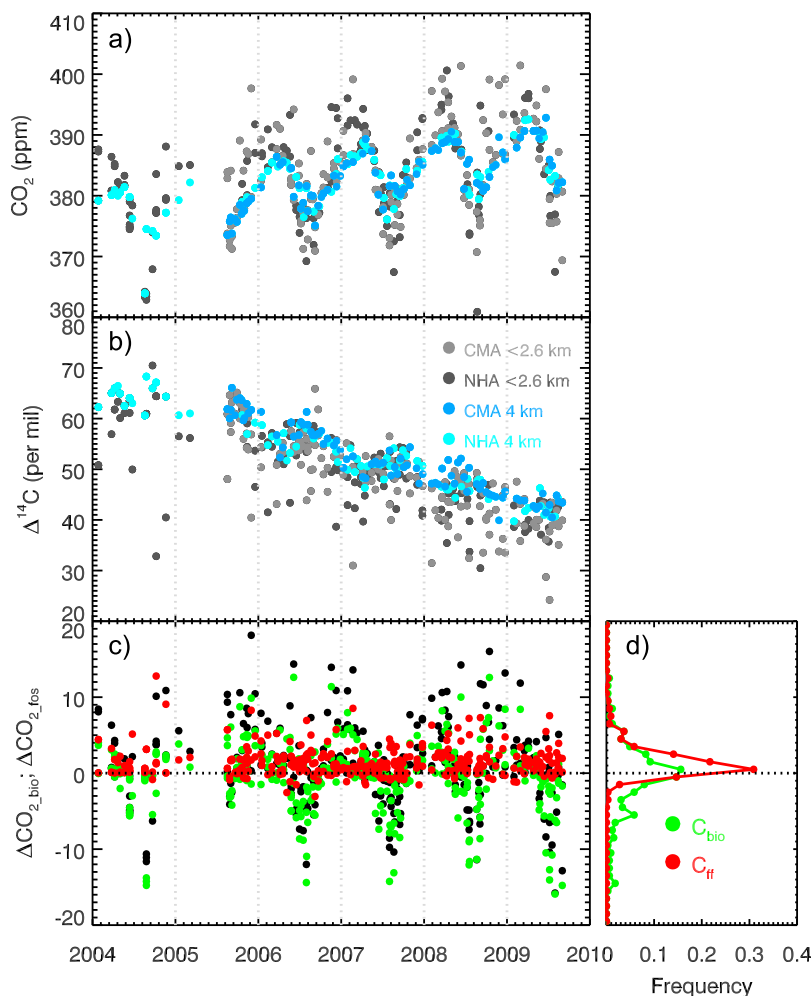 410
a)
400
390
380
370
360
CO2 (ppm)
80
b)
70
60
50
40
30
20
Δ14C (per mil)
CMA <2.6 km
NHA <2.6 km
CMA 4 km
NHA 4 km
20
c)
10
0
-10
-20
ΔCO2_bio; ΔCO2_fos
2004 2005 2006 2007 2008 2009 2010
d)
Cbio
Cff
0 0.1 0.2 0.3 0.4
Frequency